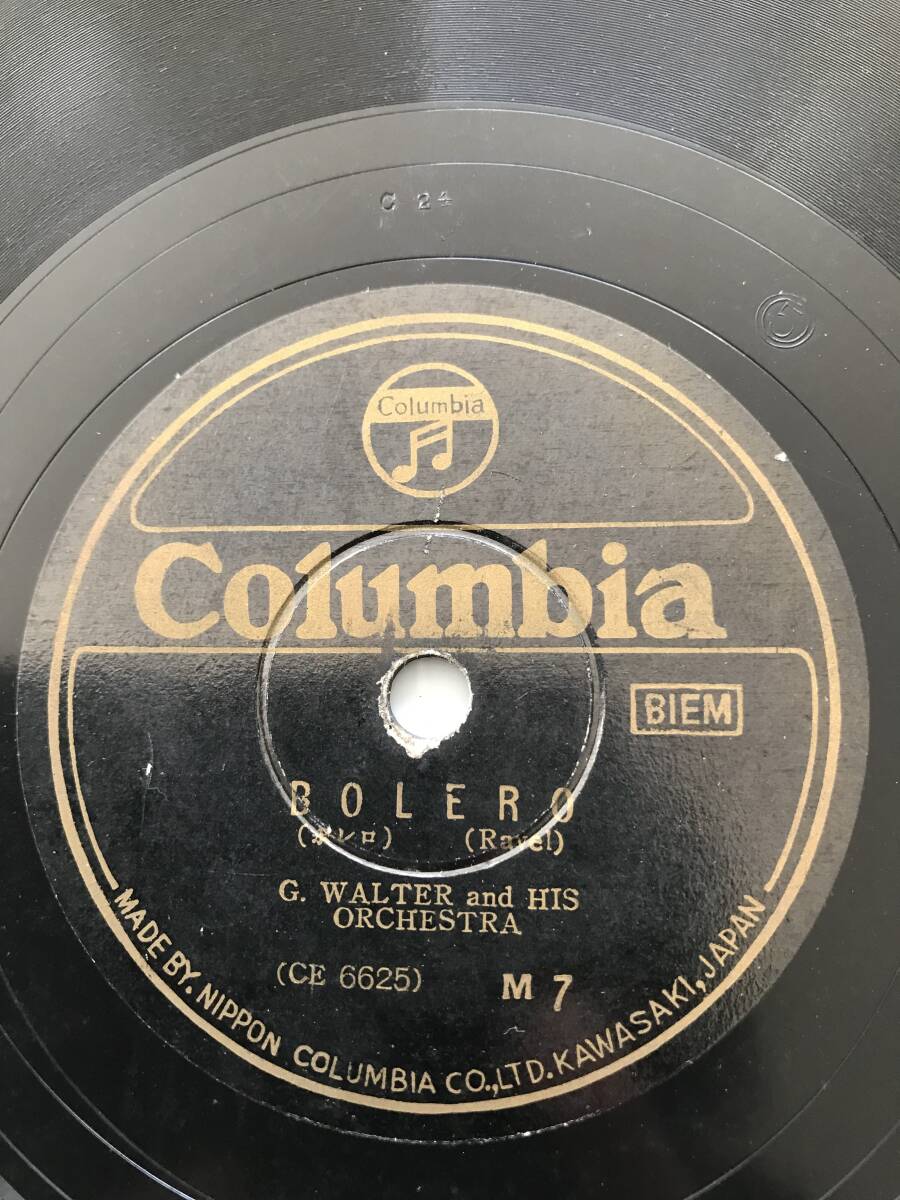 C 24
Columbia
Columbia
BIEM
BOLERO
(ボレロ) (Ravel)
G. WALTER and HIS
ORCHESTRA
(CE 6625) M 7
MADE BY. NIPPON COLUMBIA CO.,LTD. KAWASAKI, JAPAN